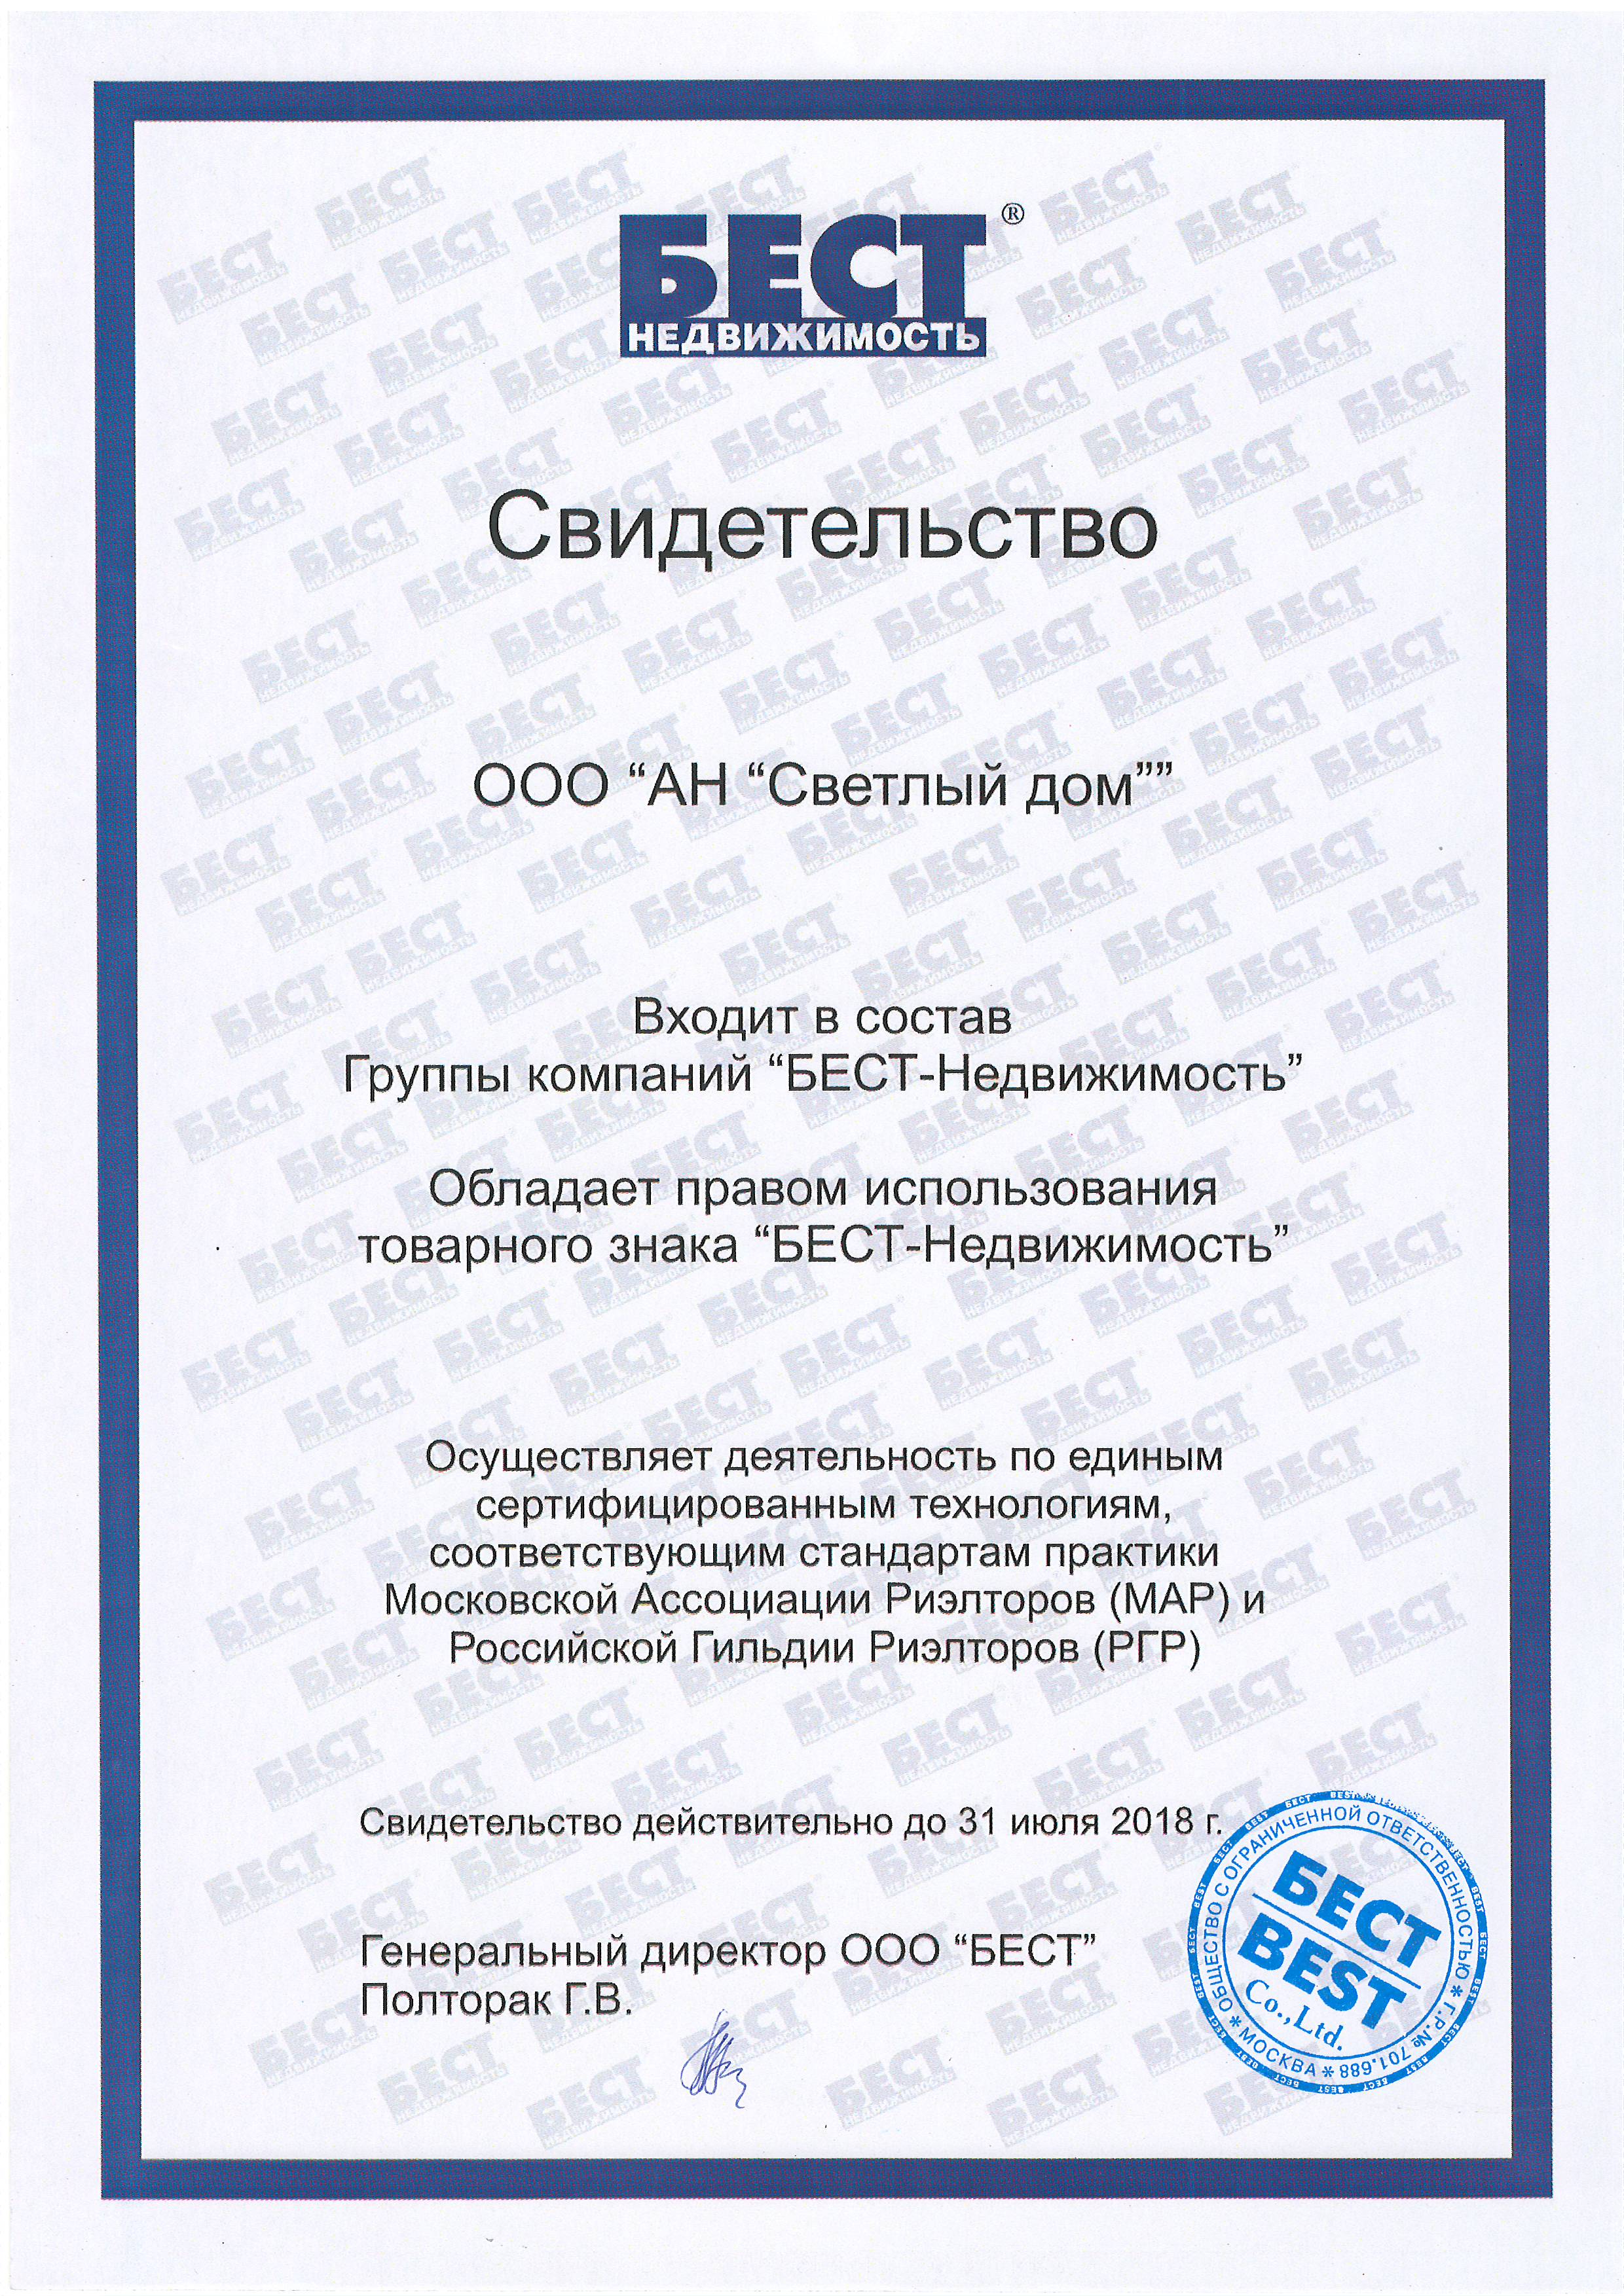 БЕСТ®
НЕДВИЖИМОСТЬ
Свидетельство
ООО “АН “Светлый дом””
Входит в состав
Группы компаний “БЕСТ-Недвижимость”
Обладает правом использования
товарного знака “БЕСТ-Недвижимость”
Осуществляет деятельность по единым
сертифицированным технологиям,
соответствующим стандартам практики
Московской Ассоциации Риэлторов (МАР) и
Российской Гильдии Риэлторов (РГР)
Свидетельство действительно до 31 июля 2018 г.
Генеральный директор ООО “БЕСТ”
Полторак Г.В.
ОБЩЕСТВО С ОГРАНИЧЕННОЙ ОТВЕТСТВЕННОСТЬЮ * Г.Р.№ 701.688 * МОСКВА *
БЕСТ
BEST
Co., Ltd.